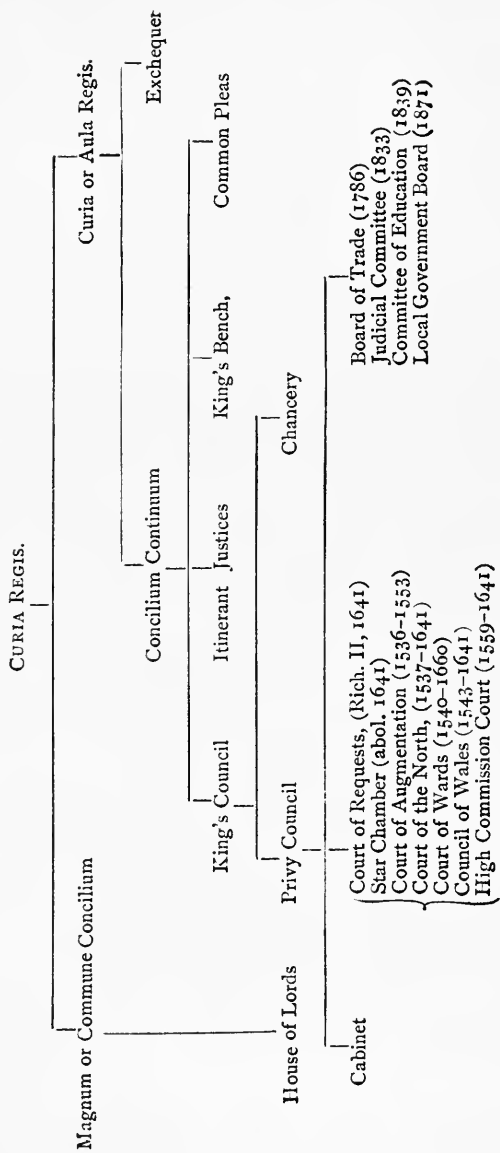 CURIA REGIS.
Magnum or Commune Concilium
Curia or Aula Regis.
Concilium Continuum
Exchequer
King's Council
Itinerant Justices
King's Bench,
Common Pleas
House of Lords
Privy Council
Chancery
Cabinet
Court of Requests, (Rich. II, 1641)
Star Chamber (abol. 1641)
Court of Augmentation (1536-1553)
Court of the North, (1537-1641)
Court of Wards (1540-1660)
Council of Wales (1543-1641)
High Commission Court (1559-1641)
Board of Trade (1786)
Judicial Committee (1833)
Committee of Education (1839)
Local Government Board (1871)